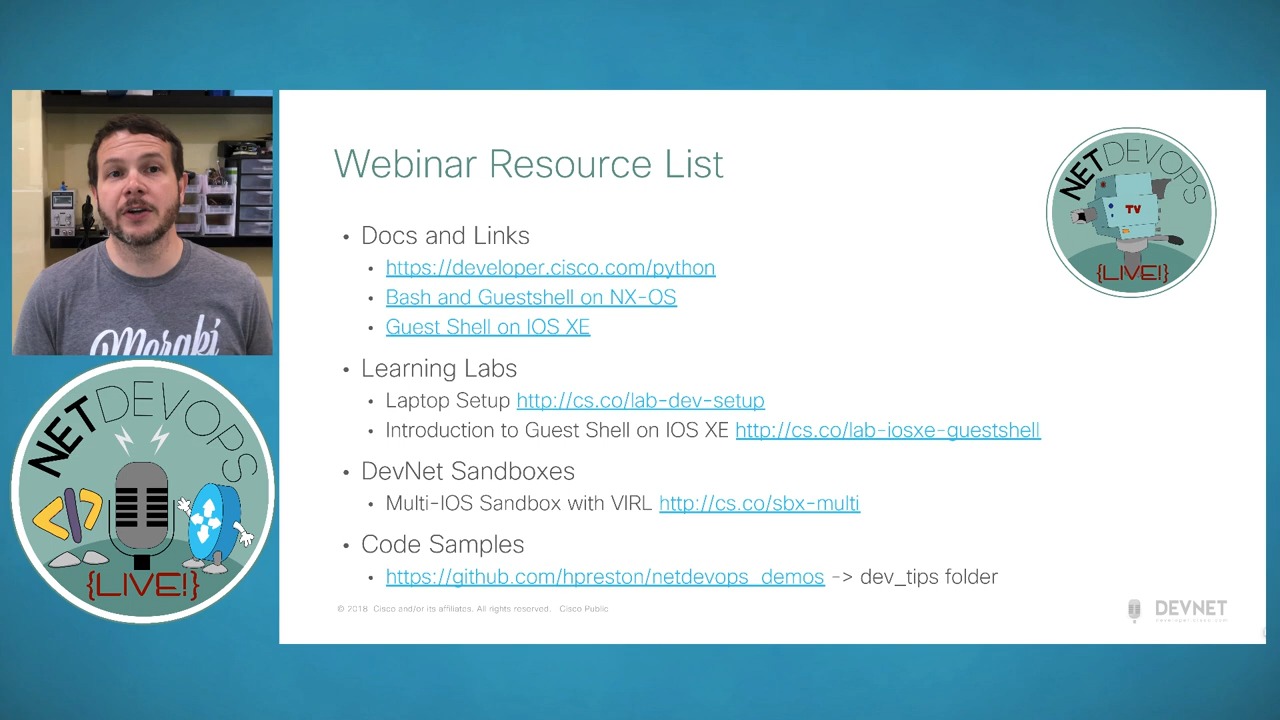 Webinar Resource List
NETDEVOPS
TV
{LIVE!}
• Docs and Links
• https://developer.cisco.com/python
• Bash and Guestshell on NX-OS
• Guest Shell on IOS XE
• Learning Labs
• Laptop Setup http://cs.co/lab-dev-setup
• Introduction to Guest Shell on IOS XE http://cs.co/lab-iosxe-guestshell
• DevNet Sandboxes
• Multi-IOS Sandbox with VIRL http://cs.co/sbx-multi
• Code Samples
• https://github.com/hpreston/netdevops_demos -> dev_tips folder
© 2018 Cisco and/or its affiliates. All rights reserved. Cisco Public
DEVNET
developer.cisco.com
Meraki
NETDEVOPS
</>
{LIVE!}